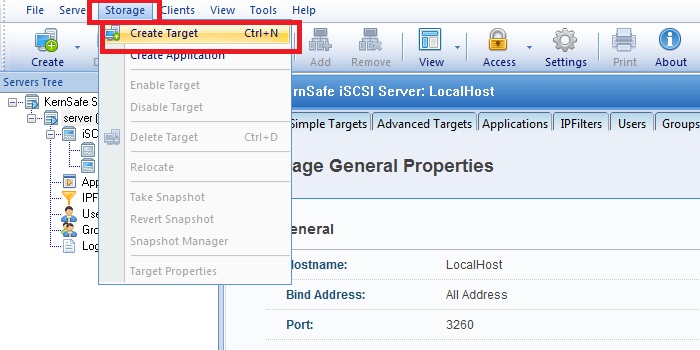 File Serve Storage Clients View Tools Help
Create Add Remove View Access Settings Print About
Create Target Ctrl+N
Create Application
Enable Target
Disable Target
Delete Target Ctrl+D
Relocate
Take Snapshot
Revert Snapshot
Snapshot Manager
Target Properties
Servers Tree
KernSafe S
server (
iSC
App
IPF
Use
Gro
Log
ernSafe iSCSI Server: LocalHost
Simple Targets Advanced Targets Applications IPFilters Users Groups
age General Properties
General
Hostname: LocalHost
Bind Address: All Address
Port: 3260